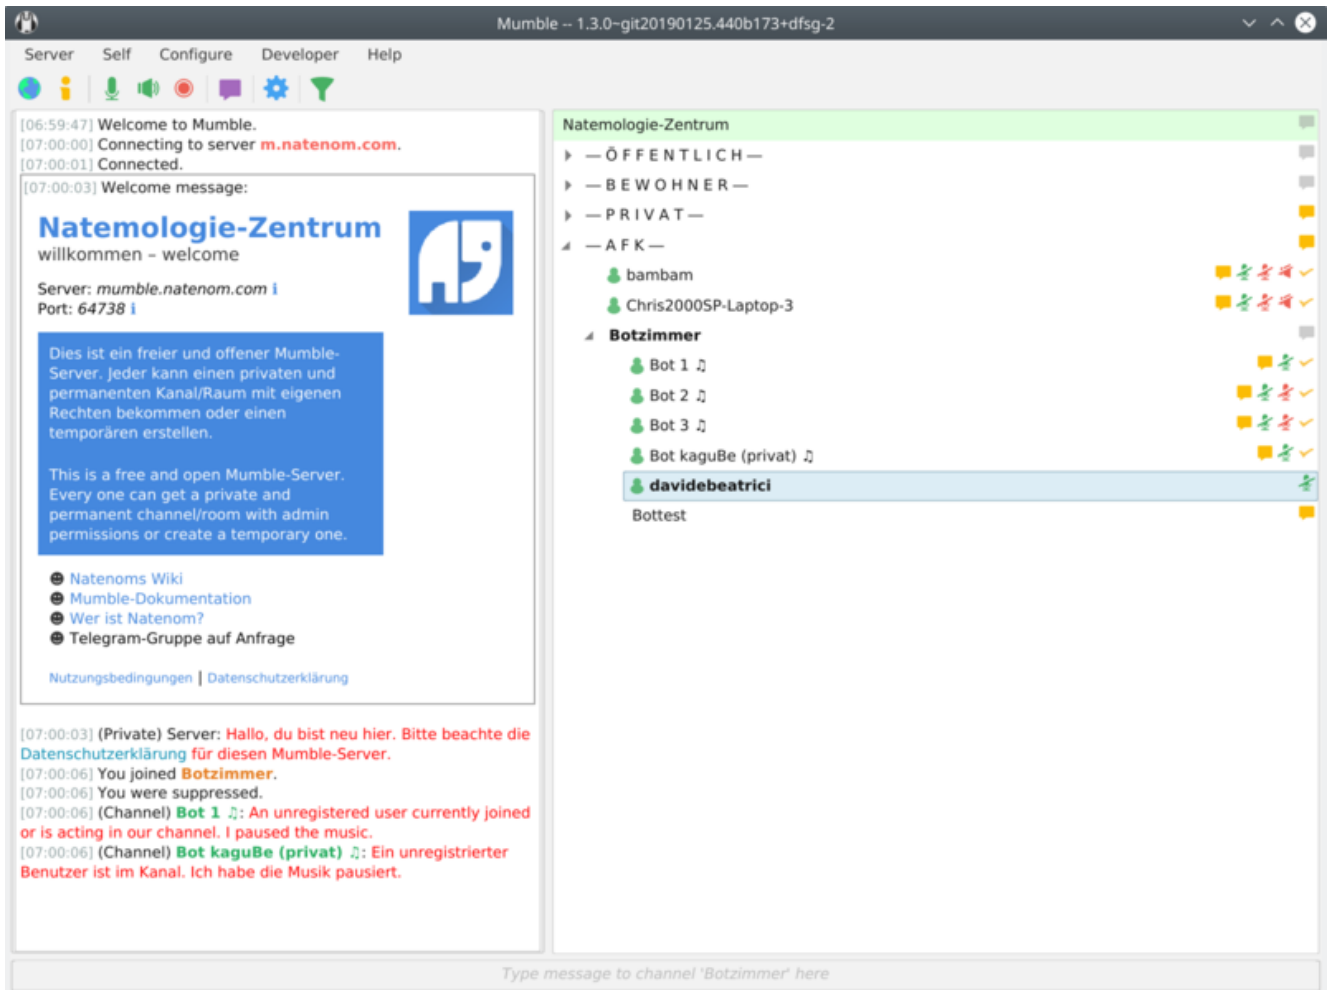 Mumble -- 1.3.0~git20190125.440b173+dfsg-2
Server Self Configure Developer Help
[06:59:47] Welcome to Mumble.
[07:00:00] Connecting to server m.natenom.com.
[07:00:01] Connected.
[07:00:03] Welcome message:
Natemologie-Zentrum
willkommen – welcome
Server: mumble.natenom.com
Port: 64738
Dies ist ein freier und offener Mumble-
Server. Jeder kann einen privaten und
permanenten Kanal/Raum mit eigenen
Rechten bekommen oder einen
temporären erstellen.
This is a free and open Mumble-Server.
Every one can get a private and
permanent channel/room with admin
permissions or create a temporary one.
Natenoms Wiki
Mumble-Dokumentation
Wer ist Natenom?
Telegram-Gruppe auf Anfrage
Nutzungsbedingungen | Datenschutzerklärung
[07:00:03] (Private) Server: Hallo, du bist neu hier. Bitte beachte die
Datenschutzerklärung für diesen Mumble-Server.
[07:00:06] You joined Botzimmer.
[07:00:06] You were suppressed.
[07:00:06] (Channel) Bot 1 ♫: An unregistered user currently joined
or is acting in our channel. I paused the music.
[07:00:06] (Channel) Bot kaguBe (privat) ♫: Ein unregistrierter
Benutzer ist im Kanal. Ich habe die Musik pausiert.
Natemologie-Zentrum
— Ö F F E N T L I C H —
— B E W O H N E R —
— P R I V A T —
— A F K —
bambam
Chris2000SP-Laptop-3
Botzimmer
Bot 1 ♫
Bot 2 ♫
Bot 3 ♫
Bot kaguBe (privat) ♫
davidebeatrici
Bottest
Type message to channel 'Botzimmer' here